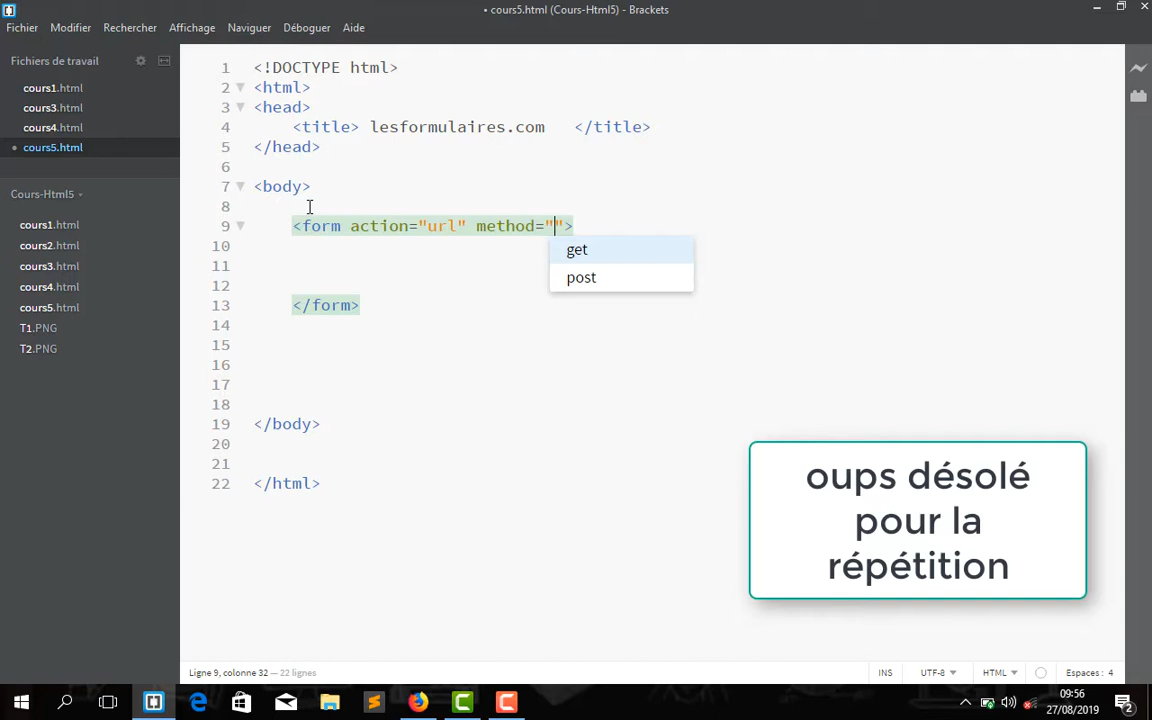 • cours5.html (Cours-Html5) - Brackets
Fichier Modifier Rechercher Affichage Naviguer Déboguer Aide
Fichiers de travail
cours1.html
cours3.html
cours4.html
• cours5.html
Cours-Html5
cours1.html
cours2.html
cours3.html
cours4.html
cours5.html
T1.PNG
T2.PNG
1 <!DOCTYPE html>
2 <html>
3 <head>
4 <title> lesformulaires.com </title>
5 </head>
6
7 <body>
8
9 <form action="url" method="">
10
11
12
13 </form>
14
15
16
17
18
19 </body>
20
21
22 </html>
get
post
oups désolé
pour la
répétition
Ligne 9, colonne 32 — 22 lignes
INS UTF-8 HTML Espaces : 4
09:56
27/08/2019
2